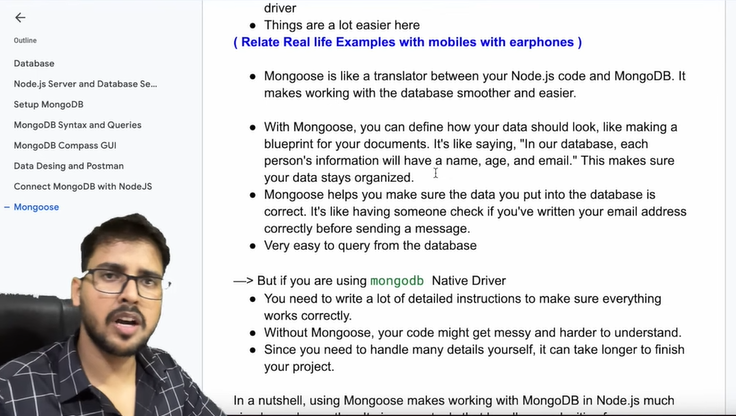 Outline
Database
Node.js Server and Database Se...
Setup MongoDB
MongoDB Syntax and Queries
MongoDB Compass GUI
Data Desing and Postman
Connect MongoDB with NodeJS
Mongoose
driver
● Things are a lot easier here
( Relate Real life Examples with mobiles with earphones )
● Mongoose is like a translator between your Node.js code and MongoDB. It
makes working with the database smoother and easier.
● With Mongoose, you can define how your data should look, like making a
blueprint for your documents. It's like saying, "In our database, each
person's information will have a name, age, and email." This makes sure
your data stays organized.
● Mongoose helps you make sure the data you put into the database is
correct. It's like having someone check if you've written your email address
correctly before sending a message.
● Very easy to query from the database
—> But if you are using mongodb Native Driver
● You need to write a lot of detailed instructions to make sure everything
works correctly.
● Without Mongoose, your code might get messy and harder to understand.
● Since you need to handle many details yourself, it can take longer to finish
your project.
In a nutshell, using Mongoose makes working with MongoDB in Node.js much